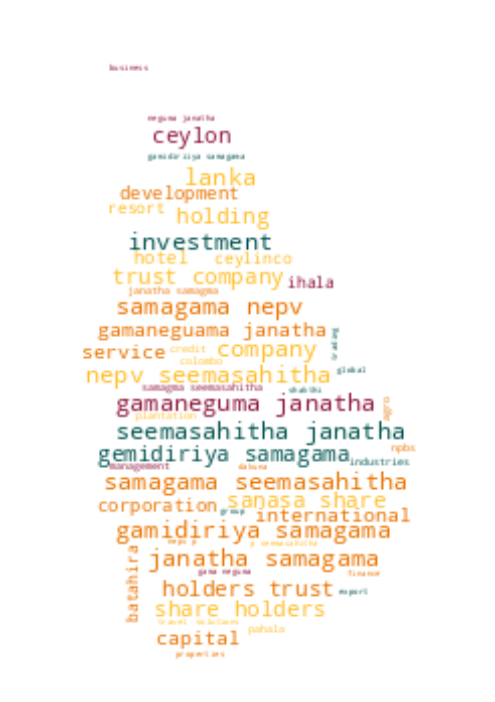 business
neguma janatha
ceylon
gamidiriiya samagama
lanka
development
resort holding
investment
hotel ceylinco
trust company ihala
janatha samagma
samagama nepv
gamaneguama janatha
trading
service credit company
colombo
nepv seemasahitha global
samagma seemasahitha shakthi
gamaneguma janatha agro
plantation
seemasahitha janatha
gemidiriya samagama npbs
management dakuna industries
samagama seemasahitha
corporation sanasa share
group international
gamidiriya samagama
nepv p v seemasahitha
janatha samagama
gama neguma finance
batahira
holders trust export
share holders
travel solutions
capital pahala
properties